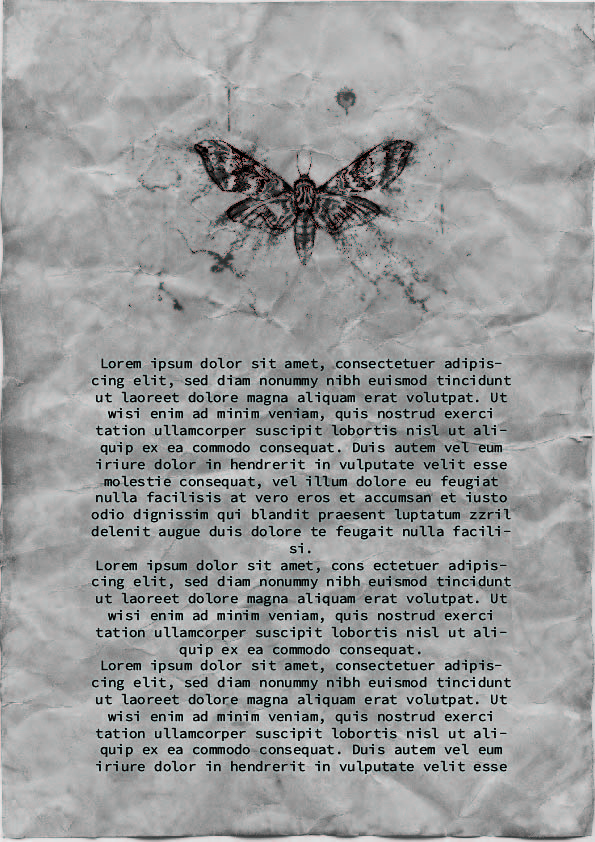 Lorem ipsum dolor sit amet, consectetuer adipis-
cing elit, sed diam nonummy nibh euismod tincidunt
ut laoreet dolore magna aliquam erat volutpat. Ut
wisi enim ad minim veniam, quis nostrud exerci
tation ullamcorper suscipit lobortis nisl ut ali-
quip ex ea commodo consequat. Duis autem vel eum
iriure dolor in hendrerit in vulputate velit esse
molestie consequat, vel illum dolore eu feugiat
nulla facilisis at vero eros et accumsan et iusto
odio dignissim qui blandit praesent luptatum zzril
delenit augue duis dolore te feugait nulla facili-
si.
Lorem ipsum dolor sit amet, cons ectetuer adipis-
cing elit, sed diam nonummy nibh euismod tincidunt
ut laoreet dolore magna aliquam erat volutpat. Ut
wisi enim ad minim veniam, quis nostrud exerci
tation ullamcorper suscipit lobortis nisl ut ali-
quip ex ea commodo consequat.
Lorem ipsum dolor sit amet, consectetuer adipis-
cing elit, sed diam nonummy nibh euismod tincidunt
ut laoreet dolore magna aliquam erat volutpat. Ut
wisi enim ad minim veniam, quis nostrud exerci
tation ullamcorper suscipit lobortis nisl ut ali-
quip ex ea commodo consequat. Duis autem vel eum
iriure dolor in hendrerit in vulputate velit esse